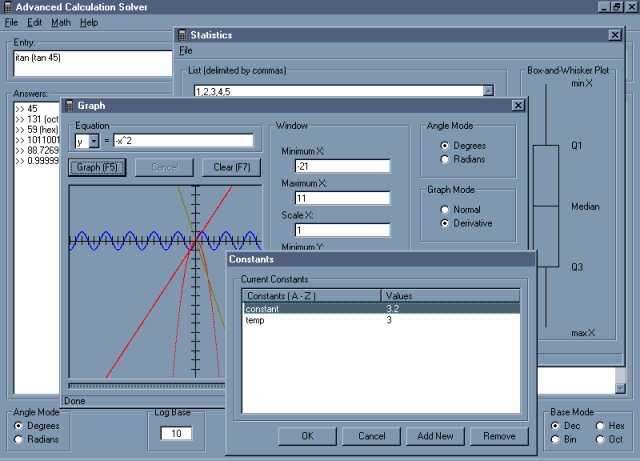 Advanced Calculation Solver
File Edit Math Help
Entry:
itan (tan 45)
Answers:
>> 45
>> 131 (oct
>> 59 (hex)
>> 1011001
>> 88.7269
>> 0.99999
Statistics
File
List (delimited by commas)
1,2,3,4,5
Box-and-Whisker Plot
min X
Q1
Median
Q3
max X
Graph
Equation
y = -x^2
Graph (F5) Cancel Clear (F7)
Window
Minimum X:
-21
Maximum X:
11
Scale X:
1
Minimum Y:
Angle Mode
Degrees
Radians
Graph Mode
Normal
Derivative
Done
Constants
Current Constants
Constants ( A - Z ) Values
constant 3.2
temp 3
OK Cancel Add New Remove
Angle Mode
Degrees
Radians
Log Base
10
Base Mode
Dec Hex
Bin Oct